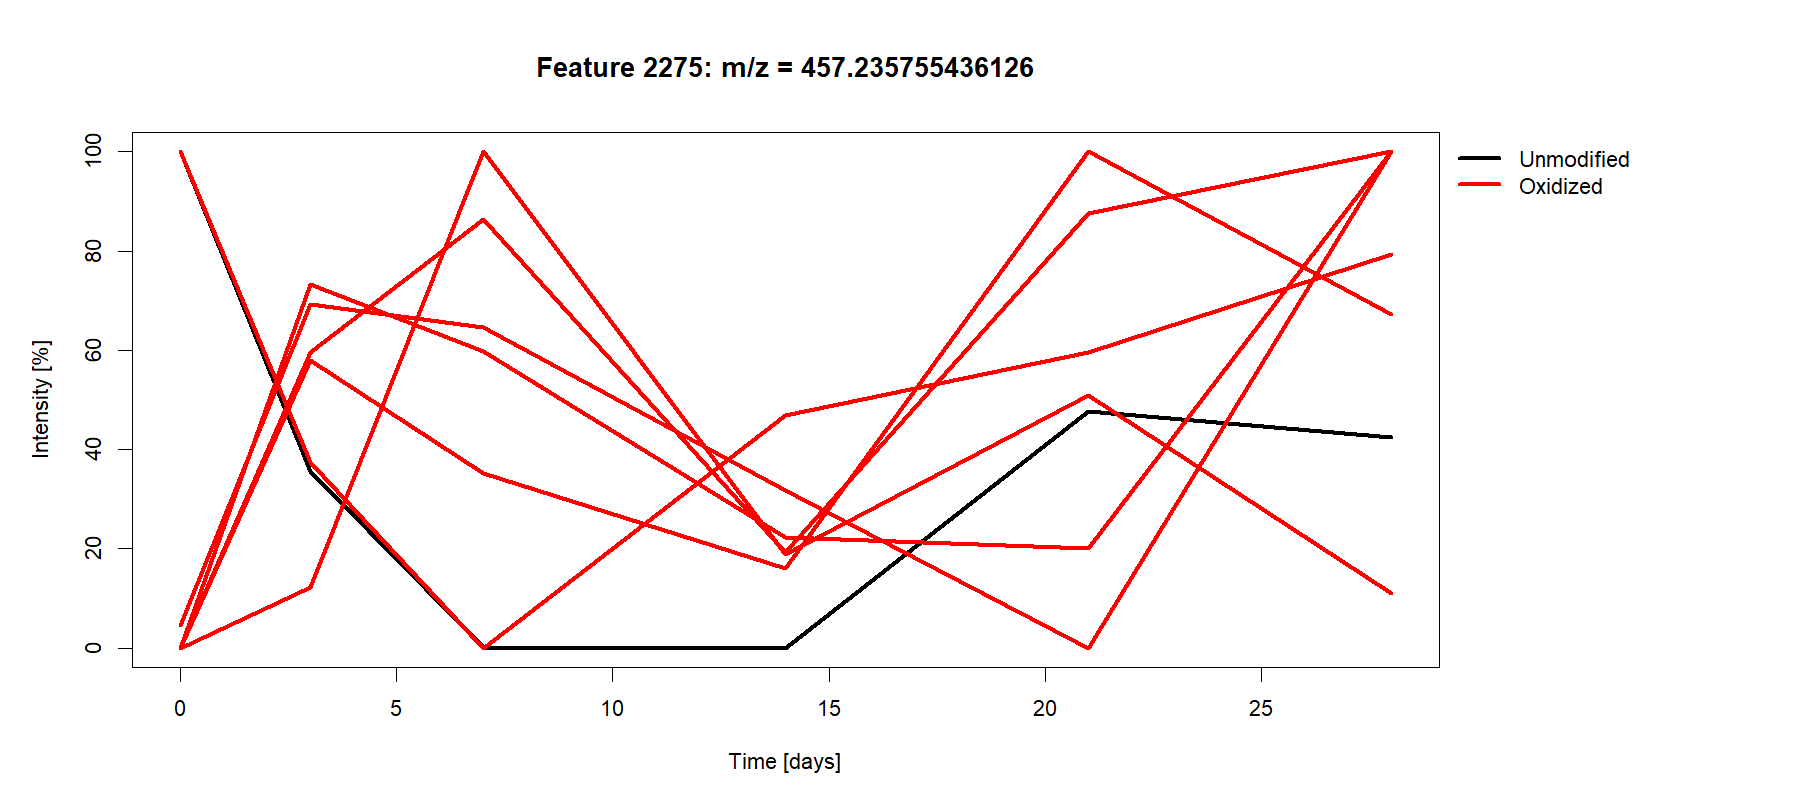 Feature 2275: m/z = 457.235755436126
Unmodified
Oxidized
Intensity [%]
100
80
60
40
20
0
0 5 10 15 20 25
Time [days]